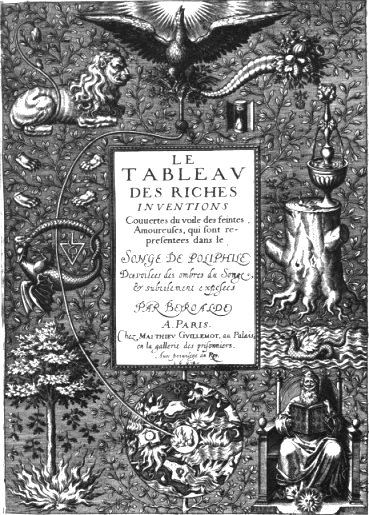 LE
TABLEAV
DES RICHES
INVENTIONS
Couuertes du voile des feintes
Amoureuses, qui sont re-
presentees dans le
SONGE DE POLIPHILE
Desvoilees des ombres du Songe,
& subtilement exposees
PAR BEROALDE
A PARIS.
Chez MATTHIEV GVILLEMOT, au Palais,
en la gallerie des prisonniers.
Auec priuilege du Roy